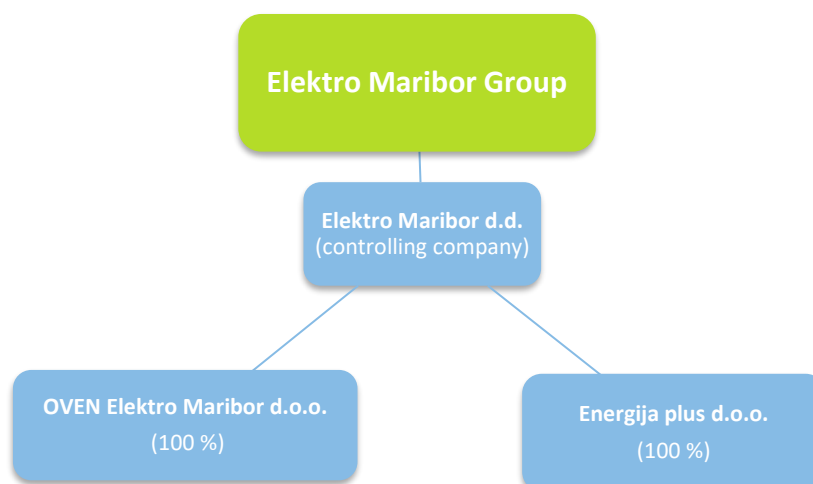 Elektro Maribor Group
Elektro Maribor d.d.
(controlling company)
OVEN Elektro Maribor d.o.o.
(100 %)
Energija plus d.o.o.
(100 %)